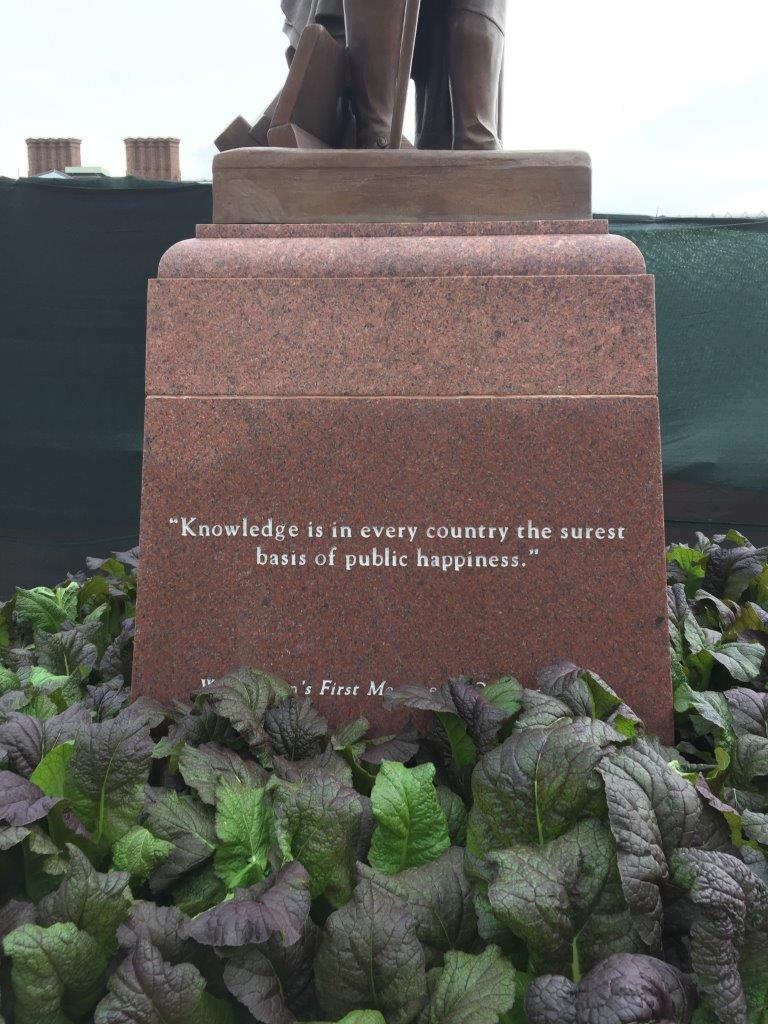 “Knowledge is in every country the surest
basis of public happiness.”
First